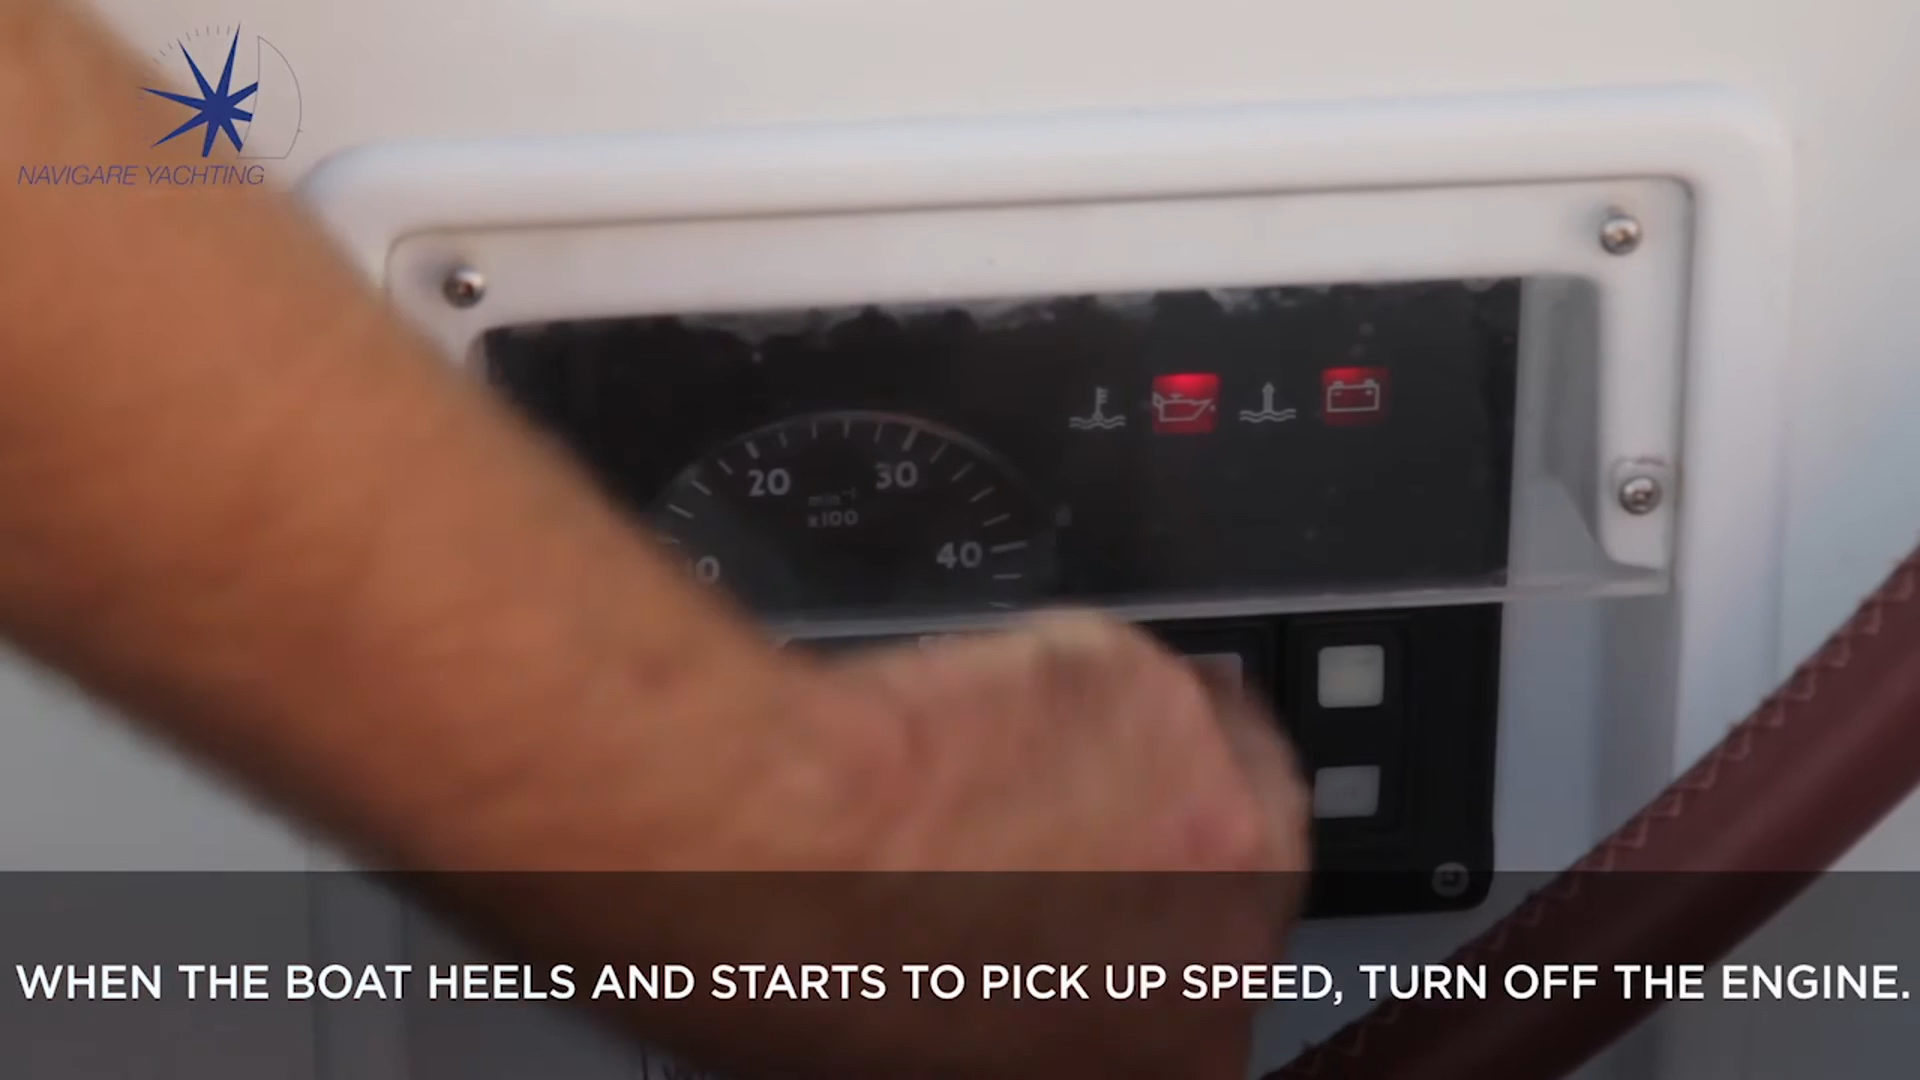 NAVIGARE YACHTING
20
30
min⁻¹
x100
40
WHEN THE BOAT HEELS AND STARTS TO PICK UP SPEED, TURN OFF THE ENGINE.